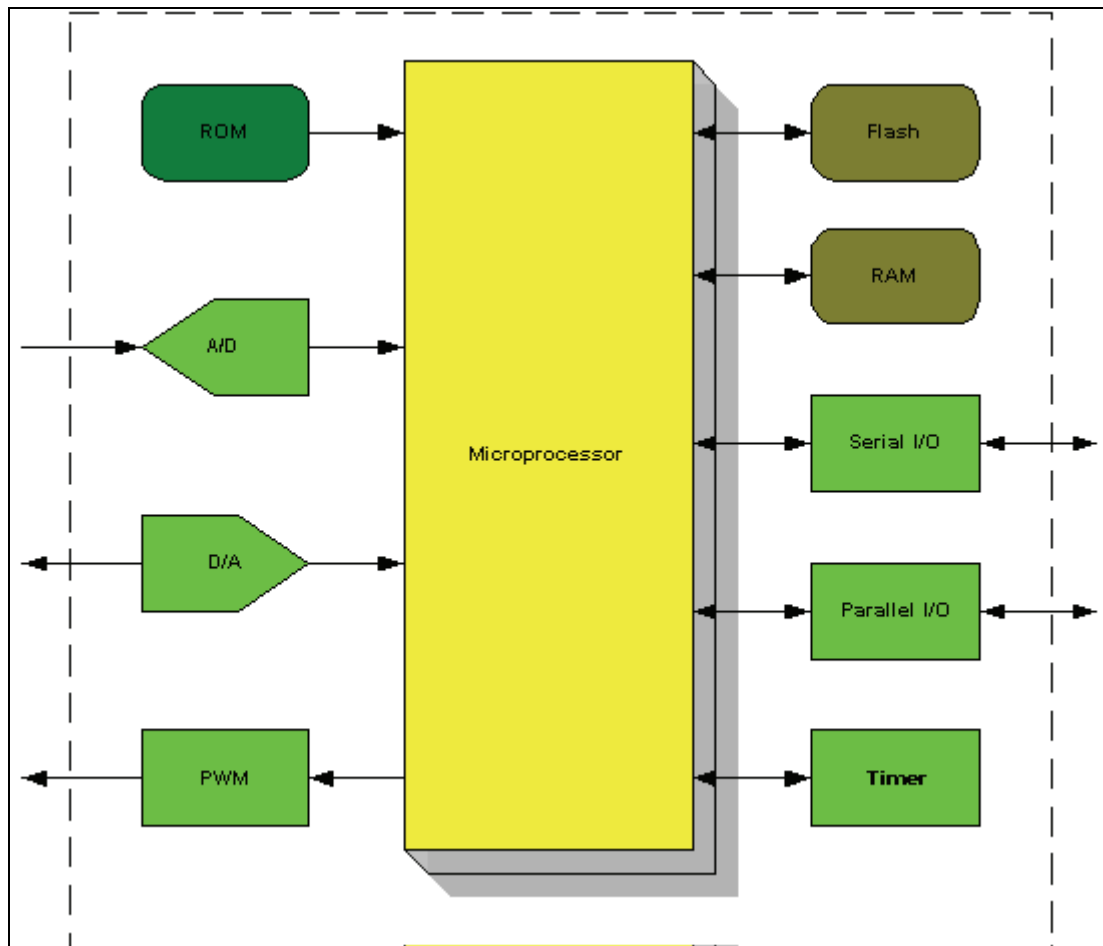 ROM
Flash
RAM
A/D
Serial I/O
Microprocessor
D/A
Parallel I/O
PWM
Timer